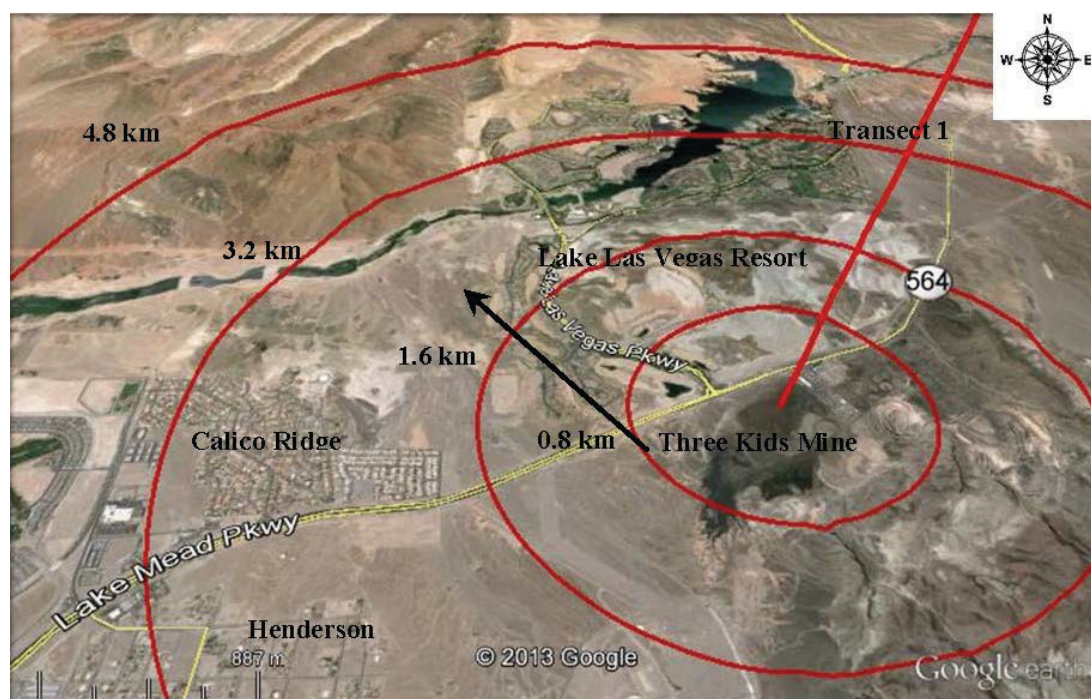 N
W E
S
4.8 km
Transect 1
3.2 km
Lake Las Vegas Resort
564
Las Vegas Pkwy
1.6 km
0.8 km
Calico Ridge
Three Kids Mine
Lake Mead Pkwy
Henderson
887 m
© 2013 Google
Google earth